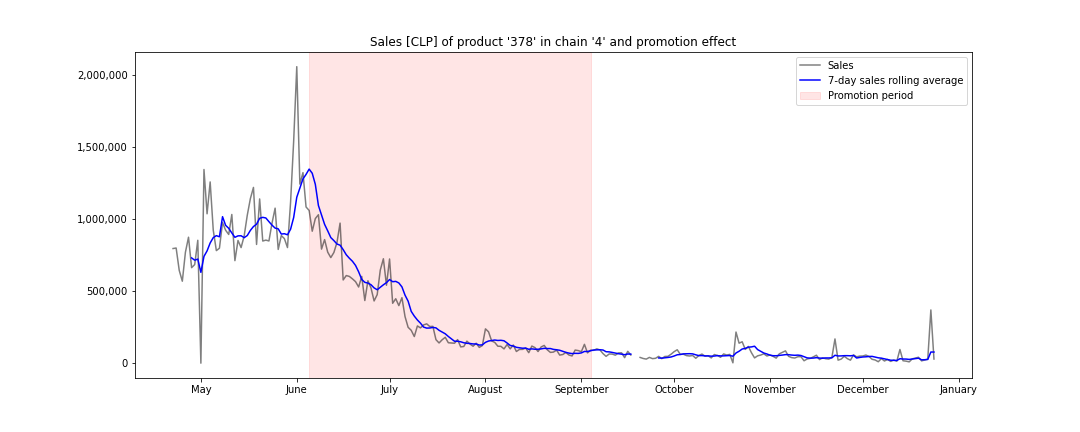 Sales [CLP] of product '378' in chain '4' and promotion effect
Sales
7-day sales rolling average
Promotion period
2,000,000
1,500,000
1,000,000
500,000
0
May June July August September October November December January